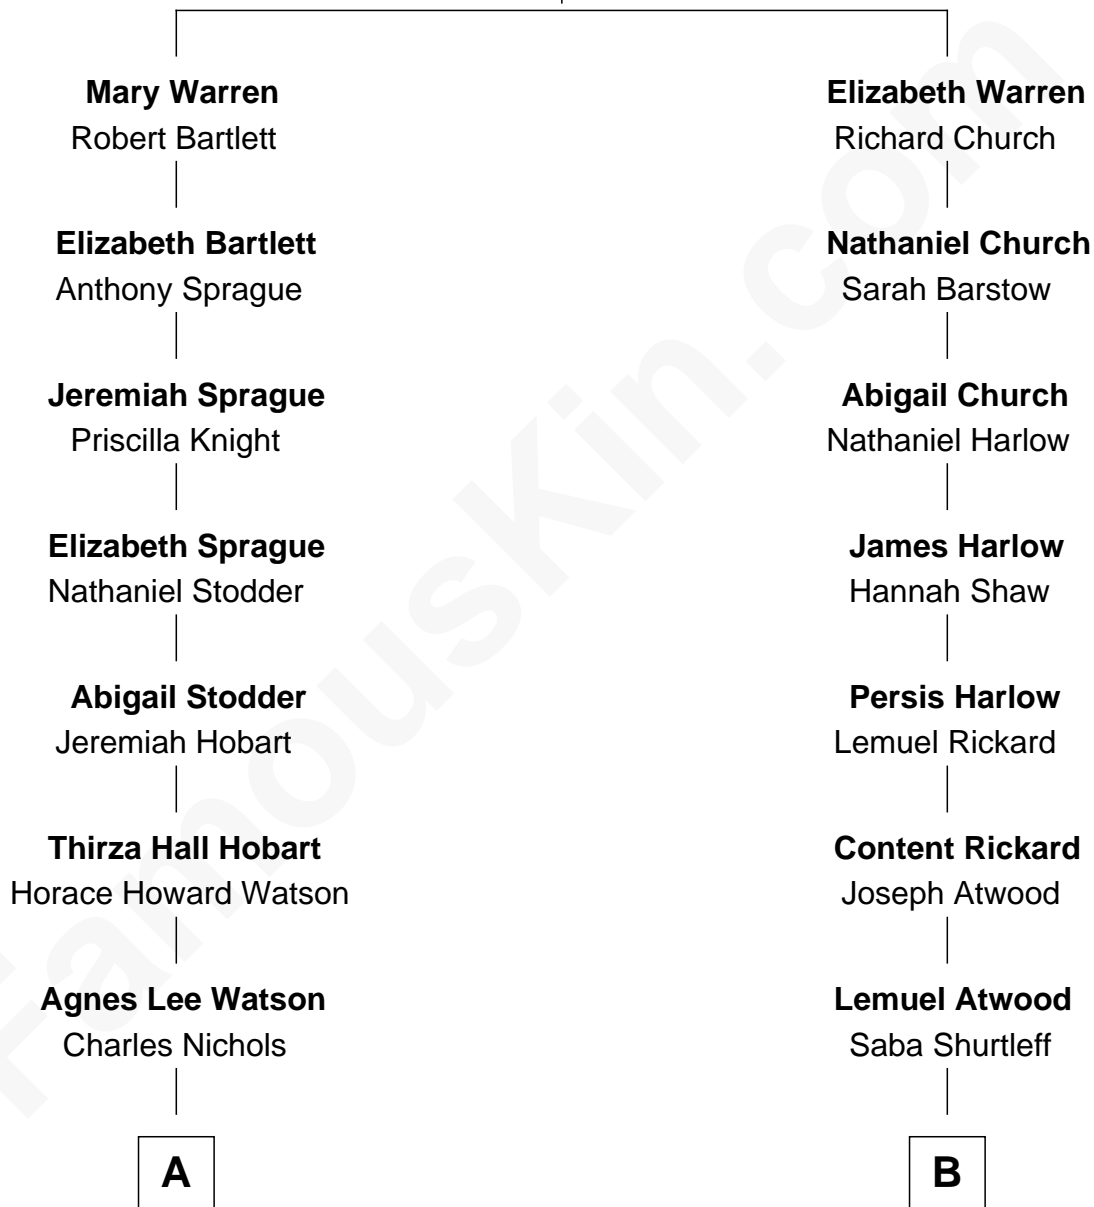 Mary Warren
Robert Bartlett
Elizabeth Bartlett
Anthony Sprague
Jeremiah Sprague
Priscilla Knight
Elizabeth Sprague
Nathaniel Stodder
Abigail Stodder
Jeremiah Hobart
Thirza Hall Hobart
Horace Howard Watson
Agnes Lee Watson
Charles Nichols
A
Elizabeth Warren
Richard Church
Nathaniel Church
Sarah Barstow
Abigail Church
Nathaniel Harlow
James Harlow
Hannah Shaw
Persis Harlow
Lemuel Rickard
Content Rickard
Joseph Atwood
Lemuel Atwood
Saba Shurtleff
B
FamousKin.com